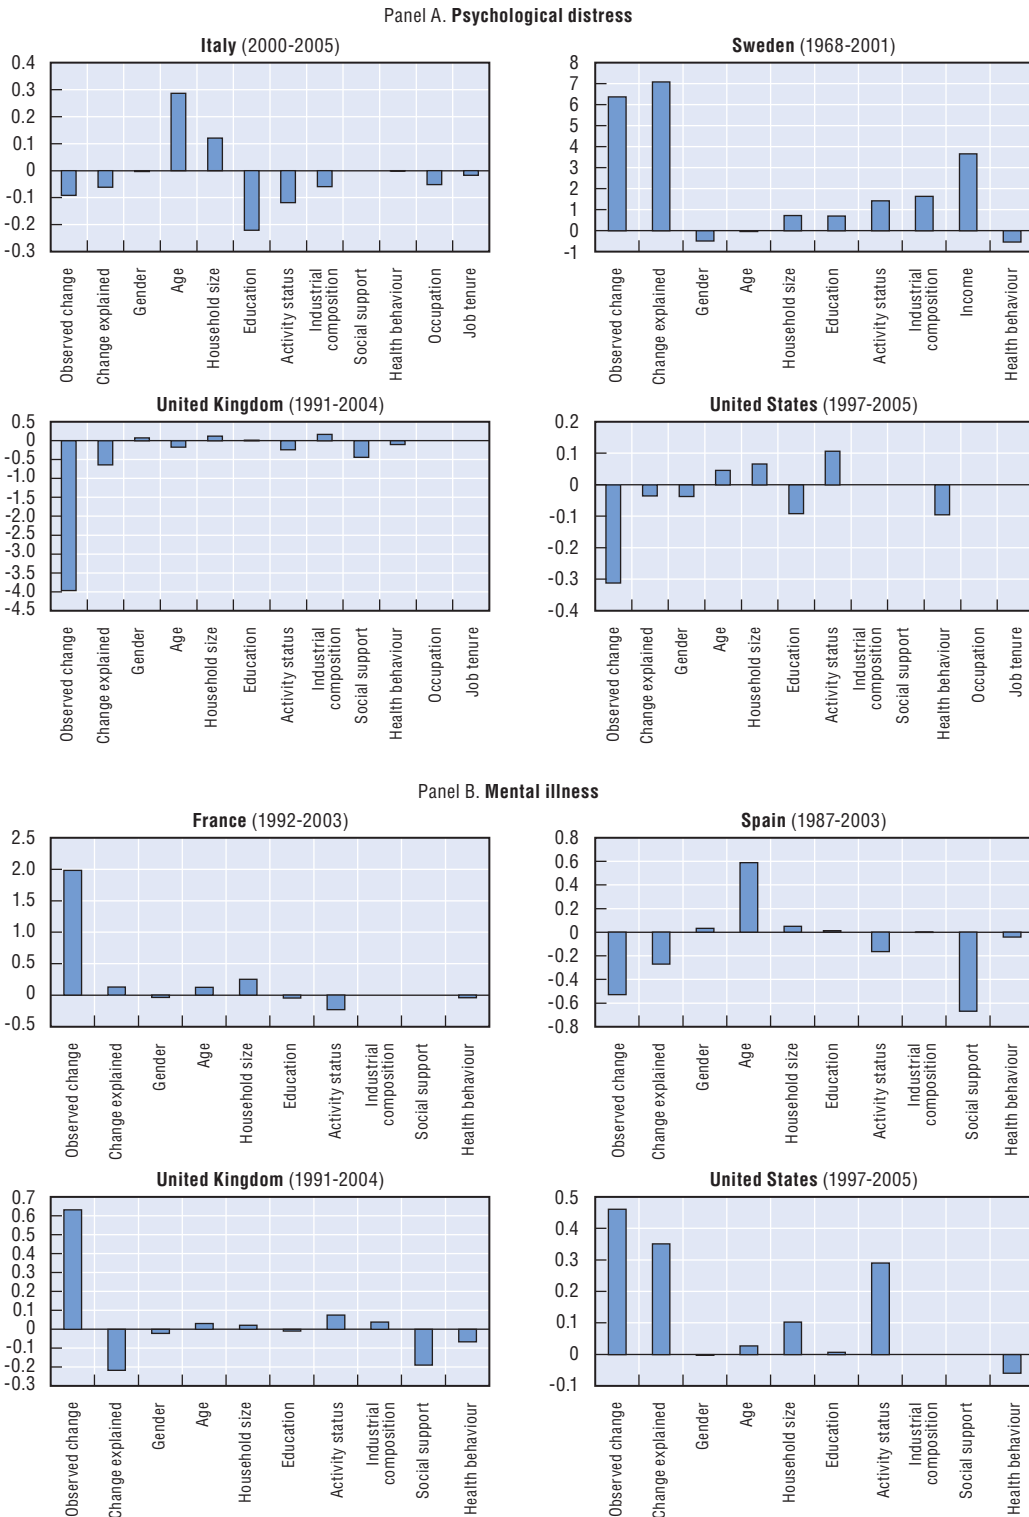 Panel A. Psychological distress
Italy (2000-2005)
0.4
0.3
0.2
0.1
0
-0.1
-0.2
-0.3
Observed change
Change explained
Gender
Age
Household size
Education
Activity status
Industrial
composition
Social support
Health behaviour
Occupation
Job tenure
Sweden (1968-2001)
8
7
6
5
4
3
2
1
0
-1
Observed change
Change explained
Gender
Age
Household size
Education
Activity status
Industrial
composition
Income
Health behaviour
United Kingdom (1991-2004)
0.5
0
-0.5
-1.0
-1.5
-2.0
-2.5
-3.0
-3.5
-4.0
-4.5
Observed change
Change explained
Gender
Age
Household size
Education
Activity status
Industrial
composition
Social support
Health behaviour
Occupation
Job tenure
United States (1997-2005)
0.2
0.1
0
-0.1
-0.2
-0.3
-0.4
Observed change
Change explained
Gender
Age
Household size
Education
Activity status
Industrial
composition
Social support
Health behaviour
Occupation
Job tenure
Panel B. Mental illness
France (1992-2003)
2.5
2.0
1.5
1.0
0.5
0
-0.5
Observed change
Change explained
Gender
Age
Household size
Education
Activity status
Industrial
composition
Social support
Health behaviour
Spain (1987-2003)
0.8
0.6
0.4
0.2
0
-0.2
-0.4
-0.6
-0.8
Observed change
Change explained
Gender
Age
Household size
Education
Activity status
Industrial
composition
Social support
Health behaviour
United Kingdom (1991-2004)
0.7
0.6
0.5
0.4
0.3
0.2
0.1
0
-0.1
-0.2
-0.3
Observed change
Change explained
Gender
Age
Household size
Education
Activity status
Industrial
composition
Social support
Health behaviour
United States (1997-2005)
0.5
0.4
0.3
0.2
0.1
0
-0.1
Observed change
Change explained
Gender
Age
Household size
Education
Activity status
Industrial
composition
Social support
Health behaviour